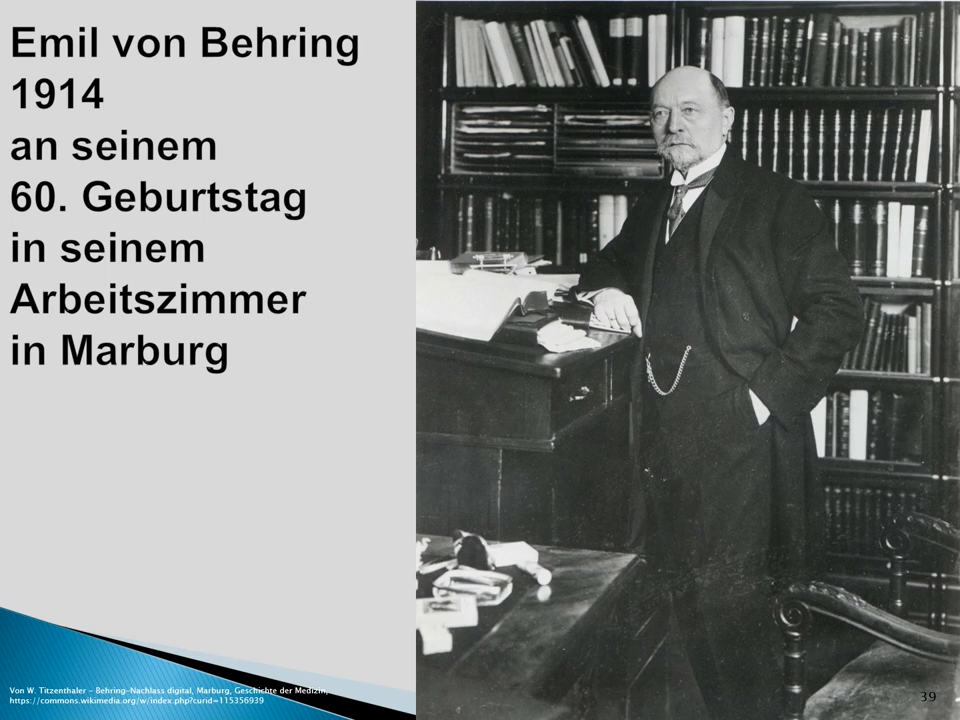 Emil von Behring
1914
an seinem
60. Geburtstag
in seinem
Arbeitszimmer
in Marburg
Von W. Titzenthaler - Behring-Nachlass digital, Marburg, Geschichte der Medizin,
https://commons.wikimedia.org/w/index.php?curid=115356939
39